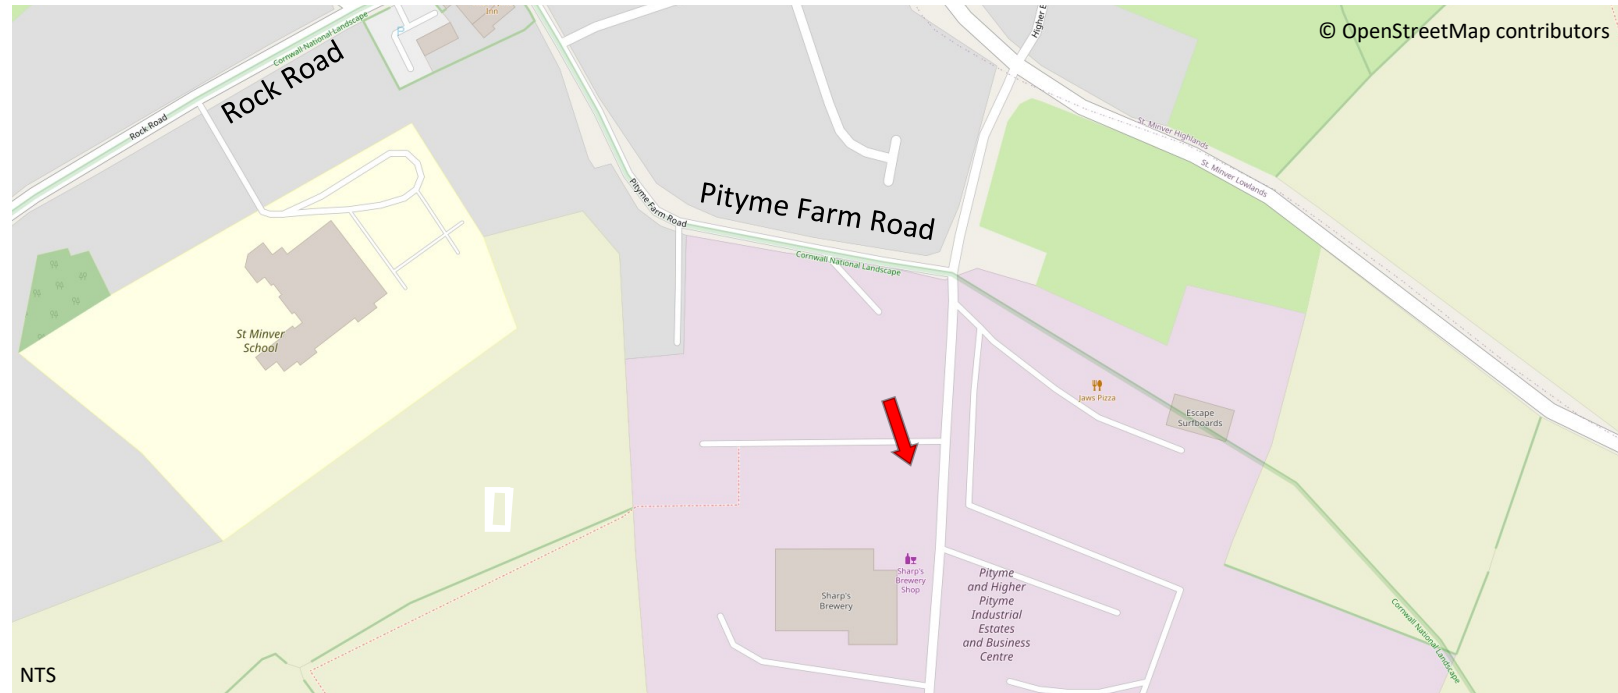 Inn
Cornwall National Landscape
Rock Road
Rock Road
P
Higher
© OpenStreetMap contributors
St. Minver Highlands
St. Minver Lowlands
Pityme Farm Road
Pityme Farm Road
Cornwall National Landscape
St Minver
School
Jaws Pizza
Escape
Surfboards
Sharp's
Brewery
Shop
Sharp's
Brewery
Pityme
and Higher
Pityme
Industrial
Estates
and Business
Centre
Cornwall National Landscape
NTS